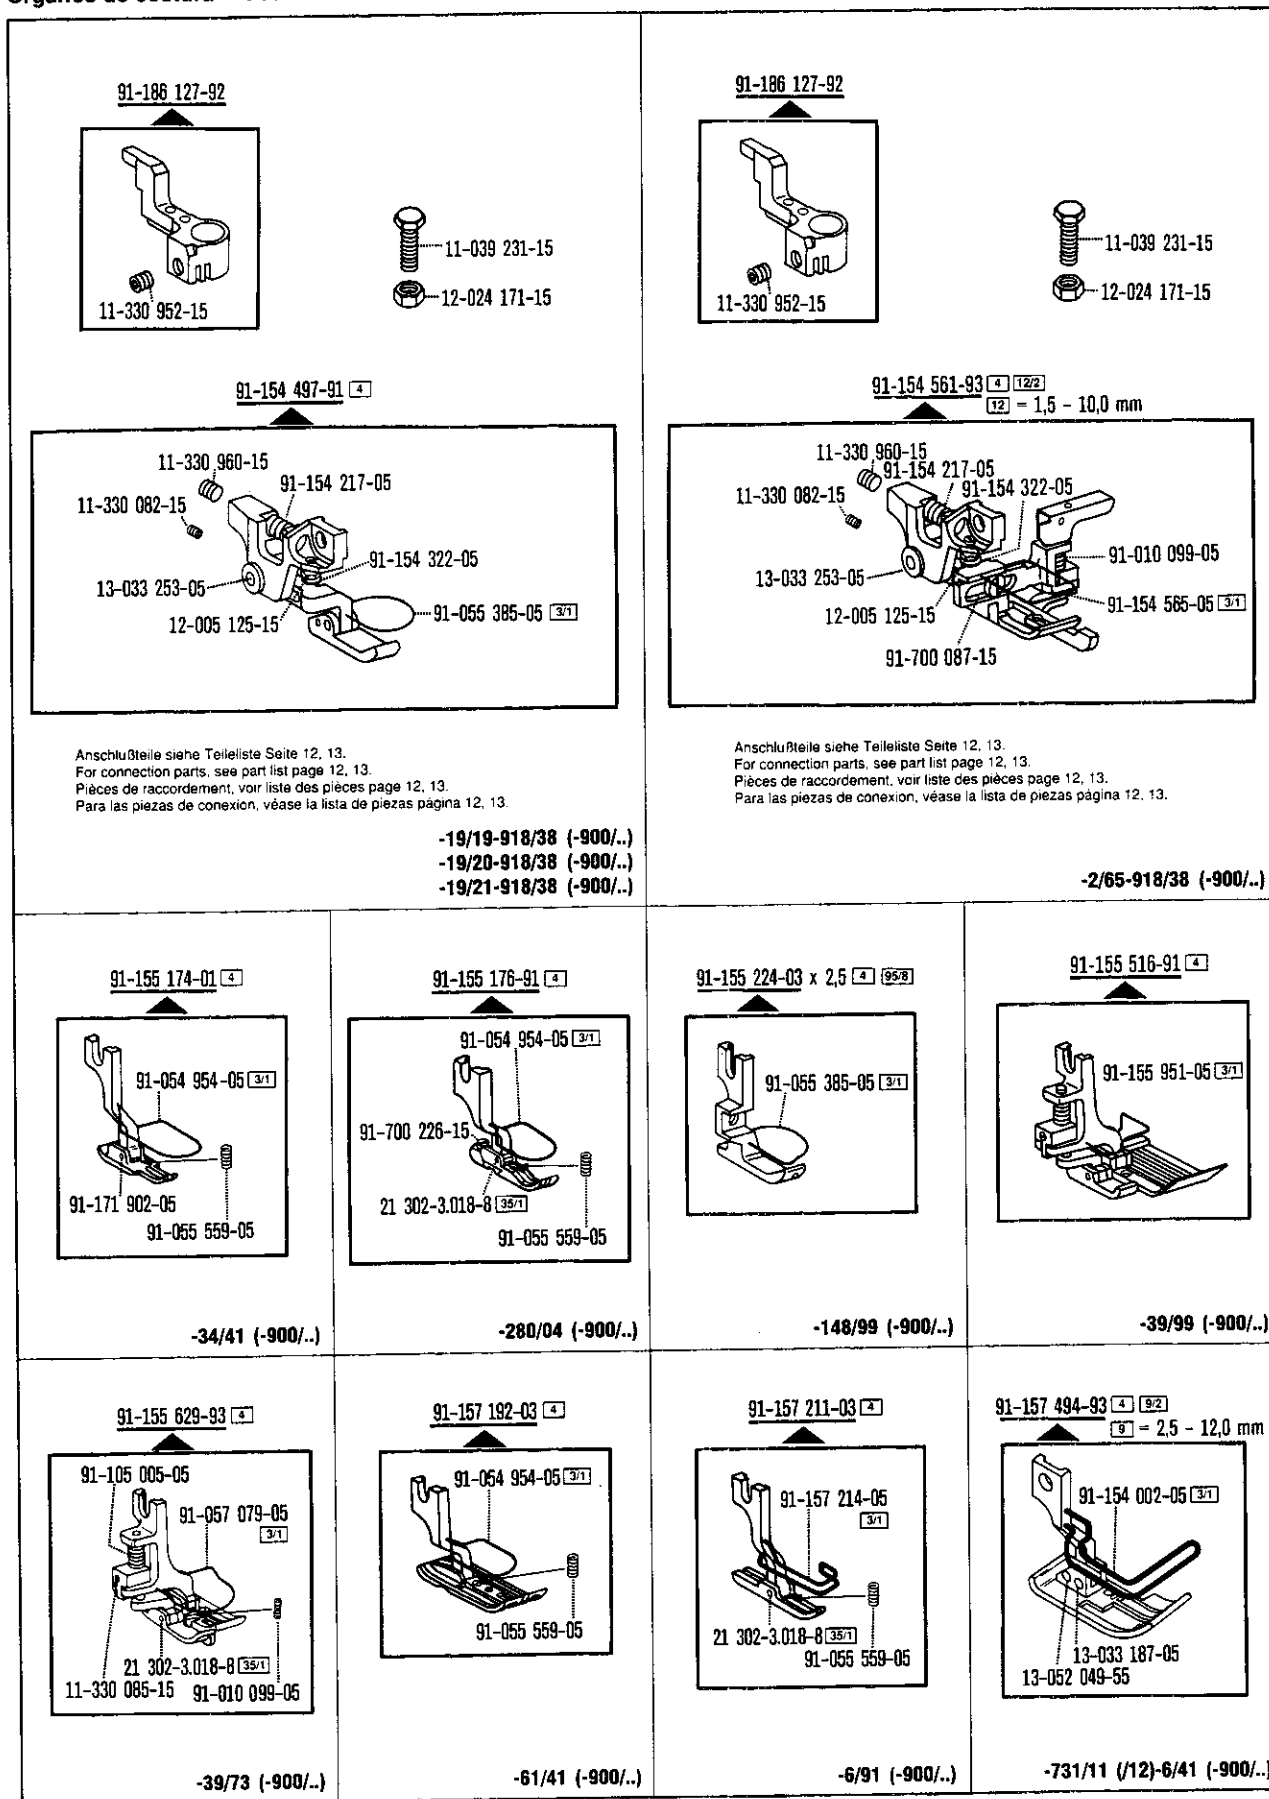 Organos de costura
91-186 127-92
11-330 952-15
11-039 231-15
12-024 171-15
91-154 497-91 4
11-330 960-15
91-154 217-05
11-330 082-15
91-154 322-05
13-033 253-05
12-005 125-15
91-055 385-05 3/1
Anschlußteile siehe Teileliste Seite 12, 13.
For connection parts, see part list page 12, 13.
Pièces de raccordement, voir liste des pièces page 12, 13.
Para las piezas de conexion, véase la lista de piezas página 12, 13.
-19/19-918/38 (-900/..)
-19/20-918/38 (-900/..)
-19/21-918/38 (-900/..)
91-186 127-92
11-330 952-15
11-039 231-15
12-024 171-15
91-154 561-93 4 12/2
12 = 1,5 - 10,0 mm
11-330 960-15
91-154 217-05
91-154 322-05
11-330 082-15
91-010 099-05
13-033 253-05
91-154 565-05 3/1
12-005 125-15
91-700 087-15
Anschlußteile siehe Teileliste Seite 12, 13.
For connection parts, see part list page 12, 13.
Pièces de raccordement, voir liste des pièces page 12, 13.
Para las piezas de conexion, véase la lista de piezas página 12, 13.
-2/65-918/38 (-900/..)
91-155 174-01 4
91-054 954-05 3/1
91-171 902-05
91-055 559-05
-34/41 (-900/..)
91-155 176-91 4
91-054 954-05 3/1
91-700 226-15
21 302-3.018-8 35/1
91-055 559-05
-280/04 (-900/..)
91-155 224-03 x 2,5 4 95/8
91-055 385-05 3/1
-148/99 (-900/..)
91-155 516-91 4
91-155 951-05 3/1
-39/99 (-900/..)
91-155 629-93 4
91-105 005-05
91-057 079-05
3/1
21 302-3.018-8 35/1
11-330 085-15
91-010 099-05
-39/73 (-900/..)
91-157 192-03 4
91-054 954-05 3/1
91-055 559-05
-61/41 (-900/..)
91-157 211-03 4
91-157 214-05
3/1
21 302-3.018-8 35/1
91-055 559-05
-6/91 (-900/..)
91-157 494-93 4 9/2
9 = 2,5 - 12,0 mm
91-154 002-05 3/1
13-033 187-05
13-052 049-55
-731/11 (/12)-6/41 (-900/..)